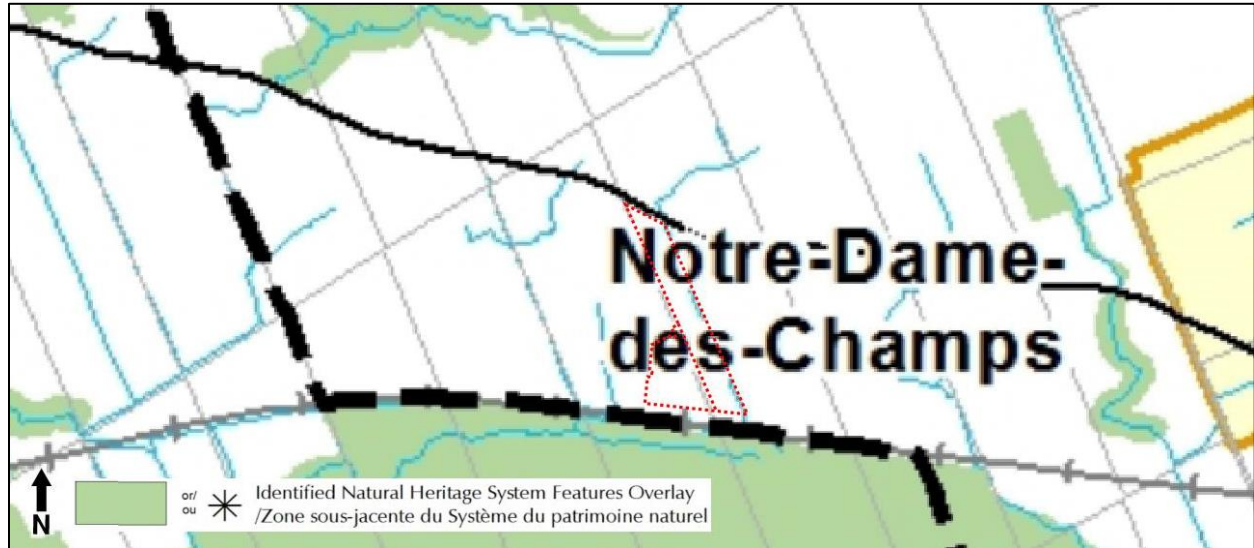 Notre-Dame-
des-Champs
N
or/
ou
Identified Natural Heritage System Features Overlay
/Zone sous-jacente du Système du patrimoine naturel